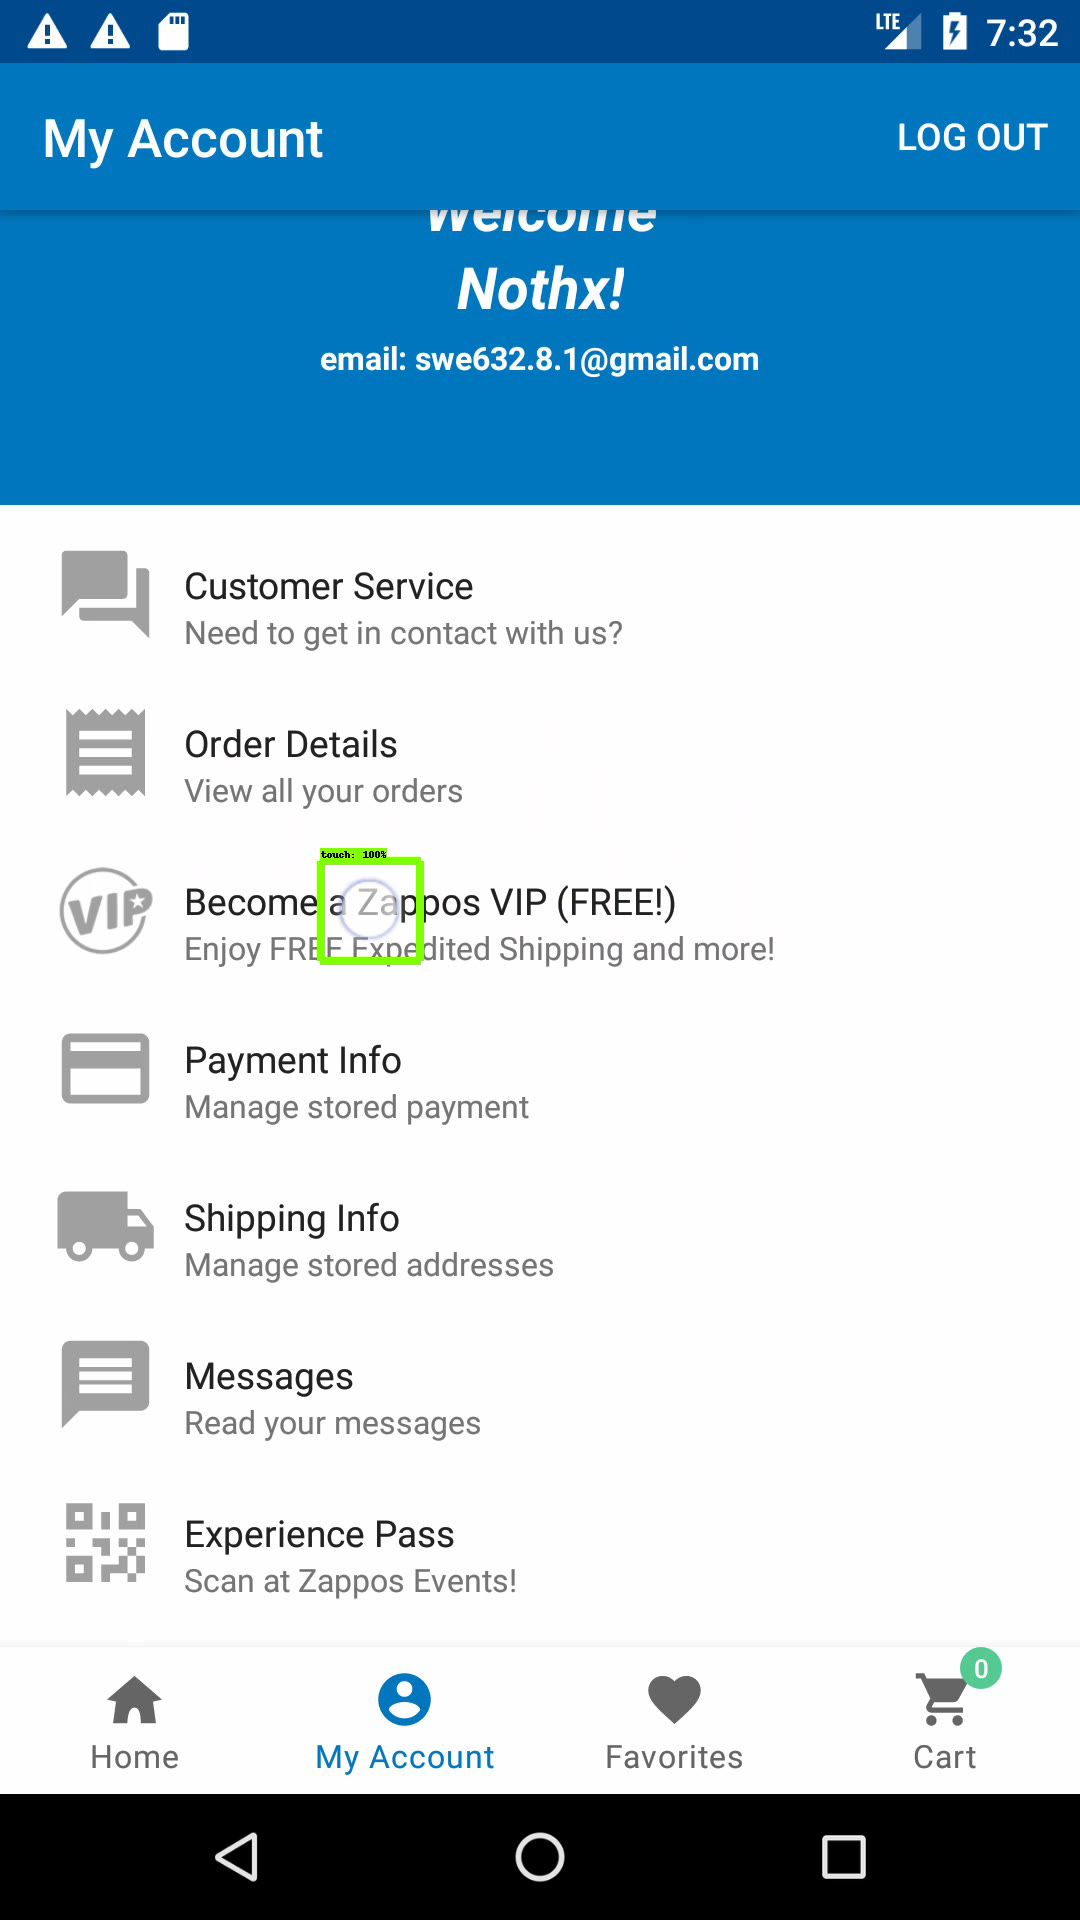 LTE 7:32
My Account LOG OUT
Welcome
Nothx!
email: swe632.8.1@gmail.com
Customer Service
Need to get in contact with us?
Order Details
View all your orders
touch: 100%
VIP
Become a Zappos VIP (FREE!)
Enjoy FREE Expedited Shipping and more!
Payment Info
Manage stored payment
Shipping Info
Manage stored addresses
Messages
Read your messages
Experience Pass
Scan at Zappos Events!
0
Home My Account Favorites Cart